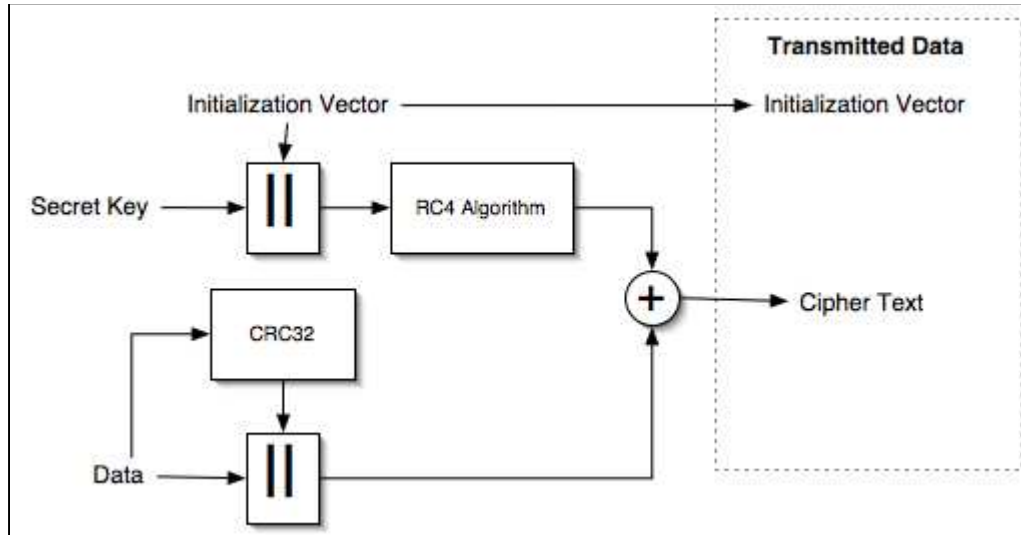 Transmitted Data
Initialization Vector
Initialization Vector
||
Secret Key
RC4 Algorithm
+
Cipher Text
CRC32
Data
||